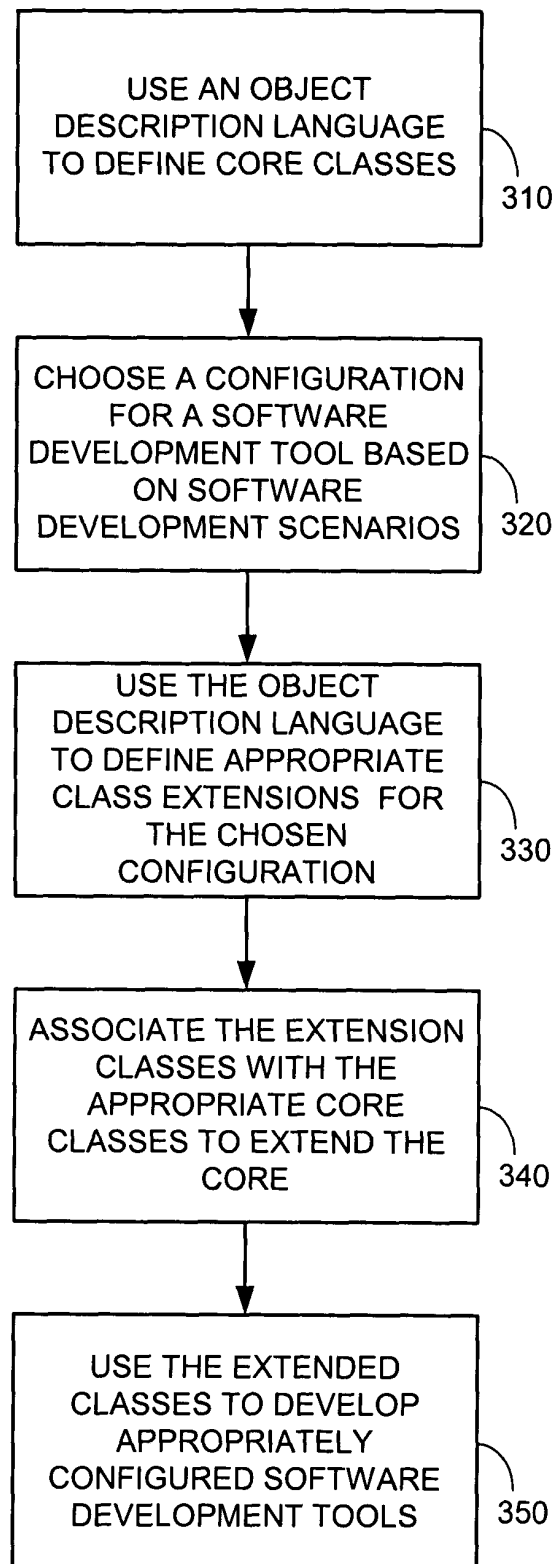 USE AN OBJECT
DESCRIPTION LANGUAGE
TO DEFINE CORE CLASSES
310
CHOOSE A CONFIGURATION
FOR A SOFTWARE
DEVELOPMENT TOOL BASED
ON SOFTWARE
DEVELOPMENT SCENARIOS
320
USE THE OBJECT
DESCRIPTION LANGUAGE
TO DEFINE APPROPRIATE
CLASS EXTENSIONS FOR
THE CHOSEN
CONFIGURATION
330
ASSOCIATE THE EXTENSION
CLASSES WITH THE
APPROPRIATE CORE
CLASSES TO EXTEND THE
CORE
340
USE THE EXTENDED
CLASSES TO DEVELOP
APPROPRIATELY
CONFIGURED SOFTWARE
DEVELOPMENT TOOLS
350